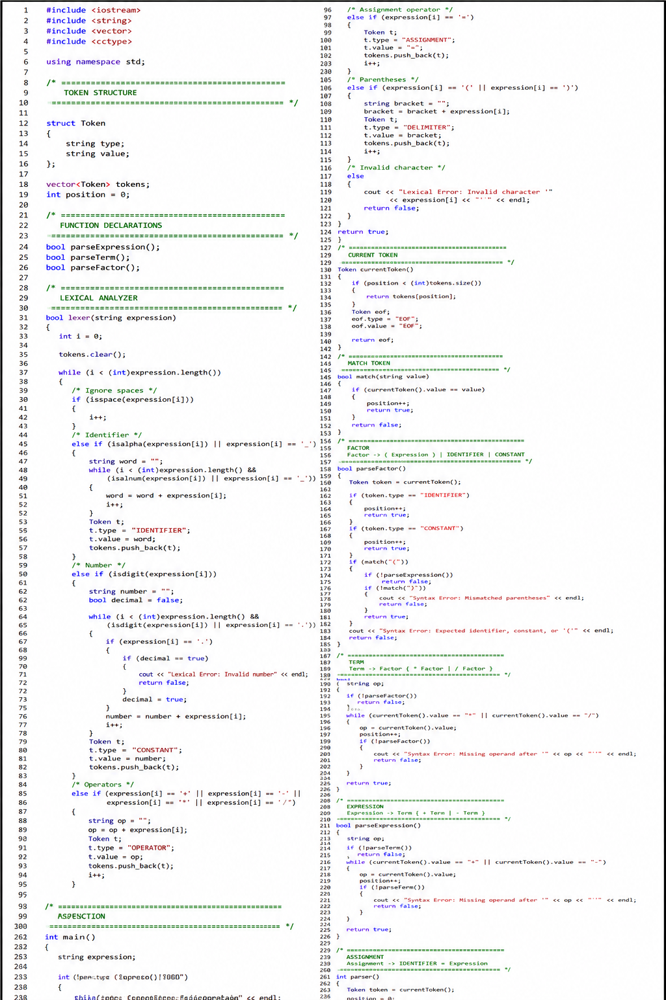 1 #include <iostream>
2 #include <string>
3 #include <vector>
4 #include <cctype>
5
6 using namespace std;
7
8 /* =============================================
9 TOKEN STRUCTURE
10 =============================================== */
11
12 struct Token
13 {
14 string type;
15 string value;
16 };
17
18 vector<Token> tokens;
19 int position = 0;
20
21 /* =============================================
22 FUNCTION DECLARATIONS
23 =============================================== */
24 bool parseExpression();
25 bool parseTerm();
26 bool parseFactor();
27
28 /* =============================================
29 LEXICAL ANALYZER
30 =============================================== */
31 bool lexer(string expression)
32 {
33 int i = 0;
34
35 tokens.clear();
36
37 while (i < (int)expression.length())
38 {
39 /* Ignore spaces */
30 if (isspace(expression[i]))
41 {
42 i++;
43 }
44 /* Identifier */
45 else if (isalpha(expression[i]) || expression[i] == '_')
46 {
47 string word = "";
48 while (i < (int)expression.length() &&
49 (isalnum(expression[i]) || expression[i] == '_'))
40 {
51 word = word + expression[i];
52 i++;
52 }
53 Token t;
55 t.type = "IDENTIFIER";
56 t.value = word;
57 tokens.push_back(t);
58 }
59 /* Number */
50 else if (isdigit(expression[i]))
61 {
62 string number = "";
62 bool decimal = false;
63
64 while (i < (int)expression.length() &&
65 (isdigit(expression[i]) || expression[i] == '.'))
66 {
67 if (expression[i] == '.')
68 {
99 if (decimal == true)
70 {
71 cout << "Lexical Error: Invalid number" << endl;
72 return false;
72 }
73 decimal = true;
75 }
76 number = number + expression[i];
77 i++;
78 }
79 Token t;
80 t.type = "CONSTANT";
81 t.value = number;
82 tokens.push_back(t);
83 }
84 /* Operators */
85 else if (expression[i] == '+' || expression[i] == '-' ||
86 expression[i] == '*' || expression[i] == '/")
87 {
88 string op = "";
89 op = op + expression[i];
90 Token t;
91 t.type = "OPERATOR";
92 t.value = op;
93 tokens.push_back(t);
94 i++;
95 }
95
98 /* =============================================
99
300 =============================================== */
261 int main()
282 {
253 string expression;
264
233 int
238 {
238 << endl;
96 /* Assignment operator */
97 else if (expression[i] == '=')
98 {
99 Token t;
100 t.type = "ASSIGNMENT";
101 t.value = "=";
102 tokens.push_back(t);
203 i++;
230 }
105 /* Parentheses */
106 else if (expression[i] == '(' || expression[i] == ')')
107 {
108 string bracket = "";
109 bracket = bracket + expression[i];
110 Token t;
111 t.type = "DELIMITER";
112 t.value = bracket;
113 tokens.push_back(t);
114 i++;
115 }
116 /* Invalid character */
117 else
118 {
119 cout << "Lexical Error: Invalid character '"
120 << expression[i] << "'" << endl;
121 return false;
122 }
123 }
124 return true;
125 }
127 /* =============================================
129 CURRENT TOKEN
129 =============================================== */
130 Token currentToken()
131 {
132 if (position < (int)tokens.size())
133 {
134 return tokens[position];
135 }
136 Token eof;
137 eof.type = "EOF";
138 oof.value = "EOF";
139
140 return eof;
142 }
142 /* =============================================
145 MATCH TOKEN
145 =============================================== */
145 bool match(string value)
146 {
147 if (currentToken().value == value)
148 {
149 position++;
150 return true;
151 }
152 return false;
153 }
156 /* =============================================
155 FACTOR
156 Factor -> ( Expression ) | IDENTIFIER | CONSTANT
157 =============================================== */
158 bool parseFactor()
159 {
150 Token token = currentToken();
162
162 if (token.type == "IDENTIFIER")
163 {
164 position++;
165 return true;
166 }
167 if (token.type == "CONSTANT")
168 {
109 position++;
170 return true;
171 }
172 if (match("("))
173 {
174 if (!parseExpression())
175 return false;
176 if (!match(")"))
177 {
178 cout << "Syntax Error: Mismatched parentheses" << endl;
179 return false;
180 }
181 return true;
182 }
183 cout << "Syntax Error: Expected identifier, constant, or '('" << endl;
184 return false;
185 }
187 /* =============================================
183 TERM
180 Term -> Factor { * Factor | / Factor }
180 =============================================== */
190 { string op;
192 {
192 if (!parseFactor())
193 return false;
194
195 while (currentToken().value == "*" || currentToken().value == "/")
196 {
196 op = currentToken().value;
197 position++;
199 if (!parseFactor())
290 {
200 cout << "Syntax Error: Missing operand after '" << op << "'" << endl;
201 return false;
202 }
204 }
225 return true;
226 }
208 /* =============================================
208 EXPRESSION
209 Expression -> Term { + Term | - Term }
210 =============================================== */
211 bool parseExpression()
212 {
213 string op;
214 if (!parseTerm())
215 return false;
216 while (currentToken().value == "+" || currentToken().value == "-")
217 {
218 op = currentToken().value;
219 position++;
220 if (!parseFerm())
220 {
221 cout << "Syntax Error: Missing operand after '" << op << "'" << endl;
222 return false;
223 }
224 }
225 return true;
226 }
229
229 /* =============================================
239 ASSIGNMENT
239 Assignment -> IDENTIFIER = Expression
260 =============================================== */
261 int parser()
262 {
263 Token token = currentToken();
236 position = 0;